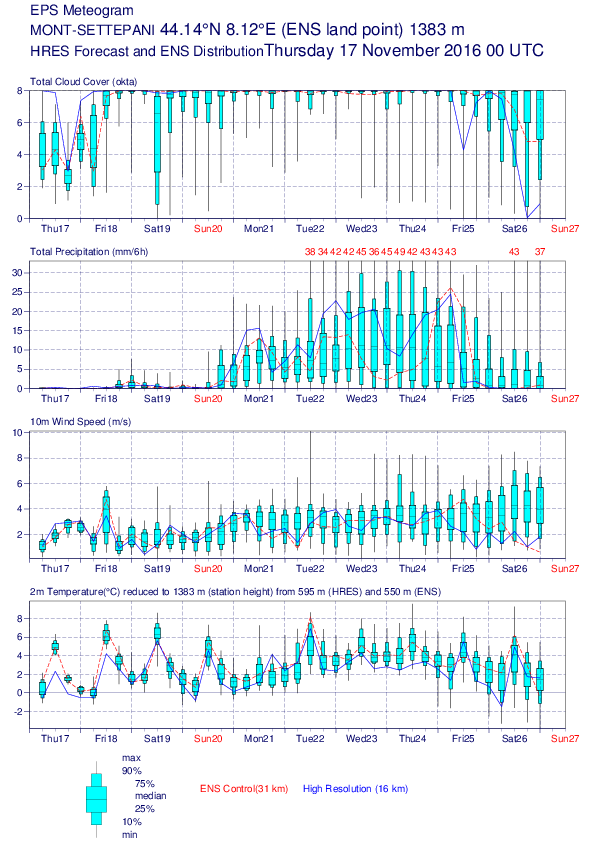 EPS Meteogram
MONT-SETTEPANI 44.14°N 8.12°E (ENS land point) 1383 m
HRES Forecast and ENS Distribution Thursday 17 November 2016 00 UTC
Total Cloud Cover (okta)
8
6
4
2
0
Thu17 Fri18 Sat19 Sun20 Mon21 Tue22 Wed23 Thu24 Fri25 Sat26 Sun27
Total Precipitation (mm/6h)
38 34 42 42 45 36 45 49 42 43 43 43 43 37
30
25
20
15
10
5
0
Thu17 Fri18 Sat19 Sun20 Mon21 Tue22 Wed23 Thu24 Fri25 Sat26 Sun27
10m Wind Speed (m/s)
10
8
6
4
2
Thu17 Fri18 Sat19 Sun20 Mon21 Tue22 Wed23 Thu24 Fri25 Sat26 Sun27
2m Temperature(°C) reduced to 1383 m (station height) from 595 m (HRES) and 550 m (ENS)
8
6
4
2
0
-2
Thu17 Fri18 Sat19 Sun20 Mon21 Tue22 Wed23 Thu24 Fri25 Sat26 Sun27
max
90%
75%
median
25%
10%
min
ENS Control(31 km) High Resolution (16 km)